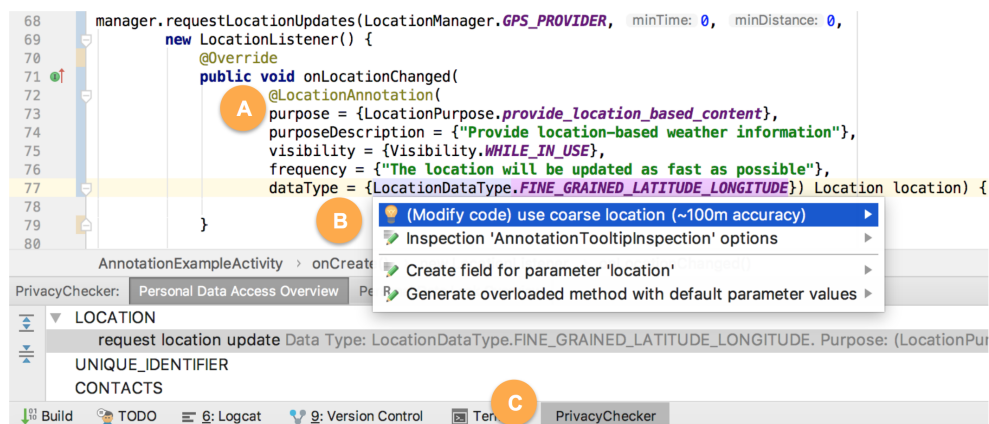 68 manager.requestLocationUpdates(LocationManager.GPS_PROVIDER, minTime: 0, minDistance: 0,
69 new LocationListener() {
70 @Override
71 public void onLocationChanged(
72 @LocationAnnotation(
A
73 purpose = {LocationPurpose.provide_location_based_content},
74 purposeDescription = {"Provide location-based weather information"},
75 visibility = {Visibility.WHILE_IN_USE},
76 frequency = {"The location will be updated as fast as possible"},
77 dataType = {LocationDataType.FINE_GRAINED_LATITUDE_LONGITUDE}) Location location) {
B
78 (Modify code) use coarse location (~100m accuracy)
79 }
Inspection 'AnnotationTooltipInspection' options
80
Create field for parameter 'location'
Generate overloaded method with default parameter values
AnnotationExampleActivity › onCreate
PrivacyChecker: Personal Data Access Overview Pe
LOCATION
request location update Data Type: LocationDataType.FINE_GRAINED_LATITUDE_LONGITUDE. Purpose: (LocationPur
UNIQUE_IDENTIFIER
CONTACTS
C
Build TODO 6: Logcat 9: Version Control Ter PrivacyChecker